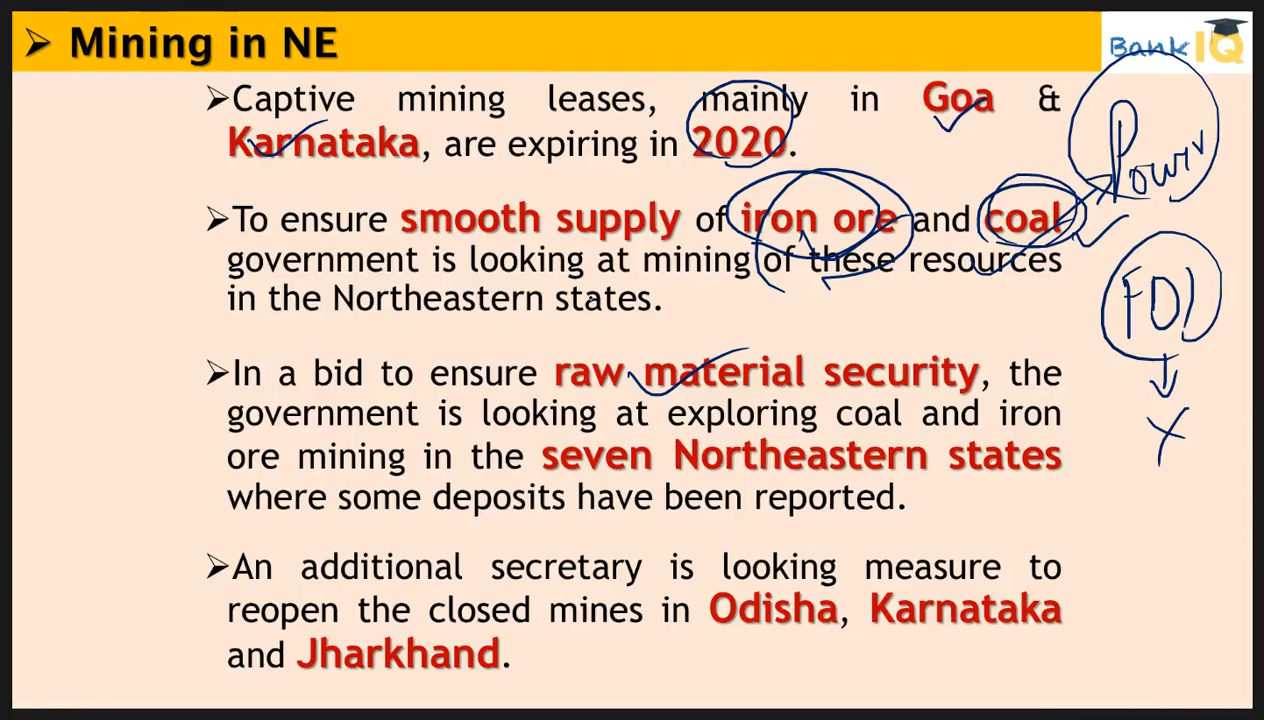 Mining in NE
Bank IQ
Captive mining leases, mainly in Goa &
Karnataka, are expiring in 2020.
Power
To ensure smooth supply of iron ore and coal
government is looking at mining of these resources
in the Northeastern states.
FDI
X
In a bid to ensure raw material security, the
government is looking at exploring coal and iron
ore mining in the seven Northeastern states
where some deposits have been reported.
An additional secretary is looking measure to
reopen the closed mines in Odisha, Karnataka
and Jharkhand.